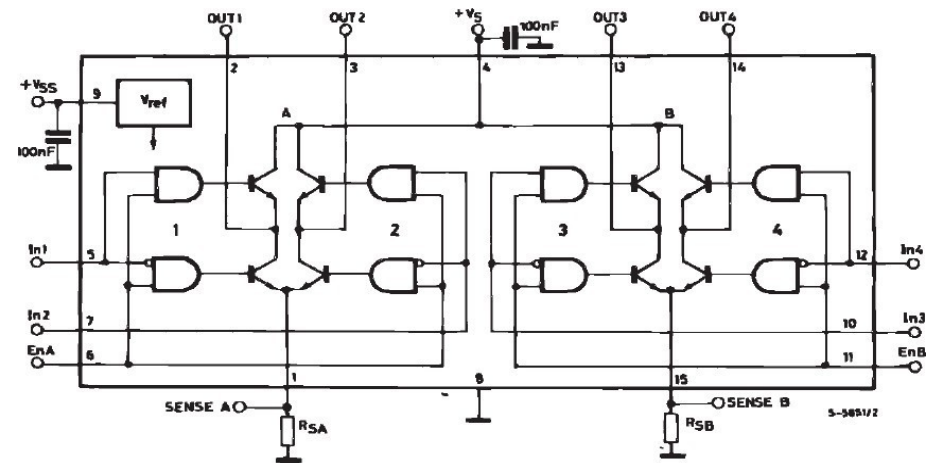 OUT1 OUT2 +VS 100nF OUT3 OUT4
2 3 4 13 14
+VSS 9 Vref
100nF
A B
1 2 3 4
In1 5 12 In4
In2 7 10 In3
EnA 6 11 EnB
1 8 15
SENSE A SENSE B
S-5851/2
RSA RSB